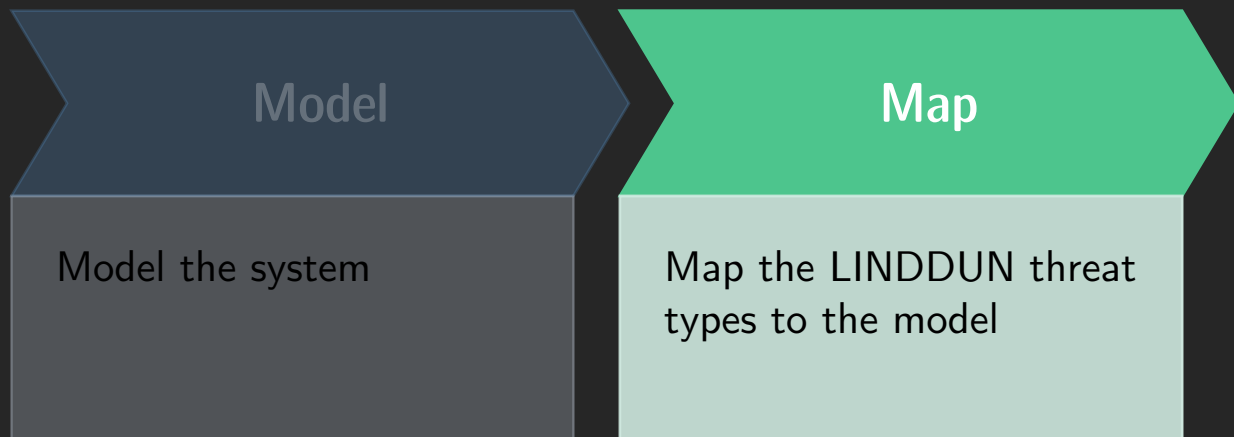 Model
Map
Model the system
Map the LINDDUN threat
types to the model